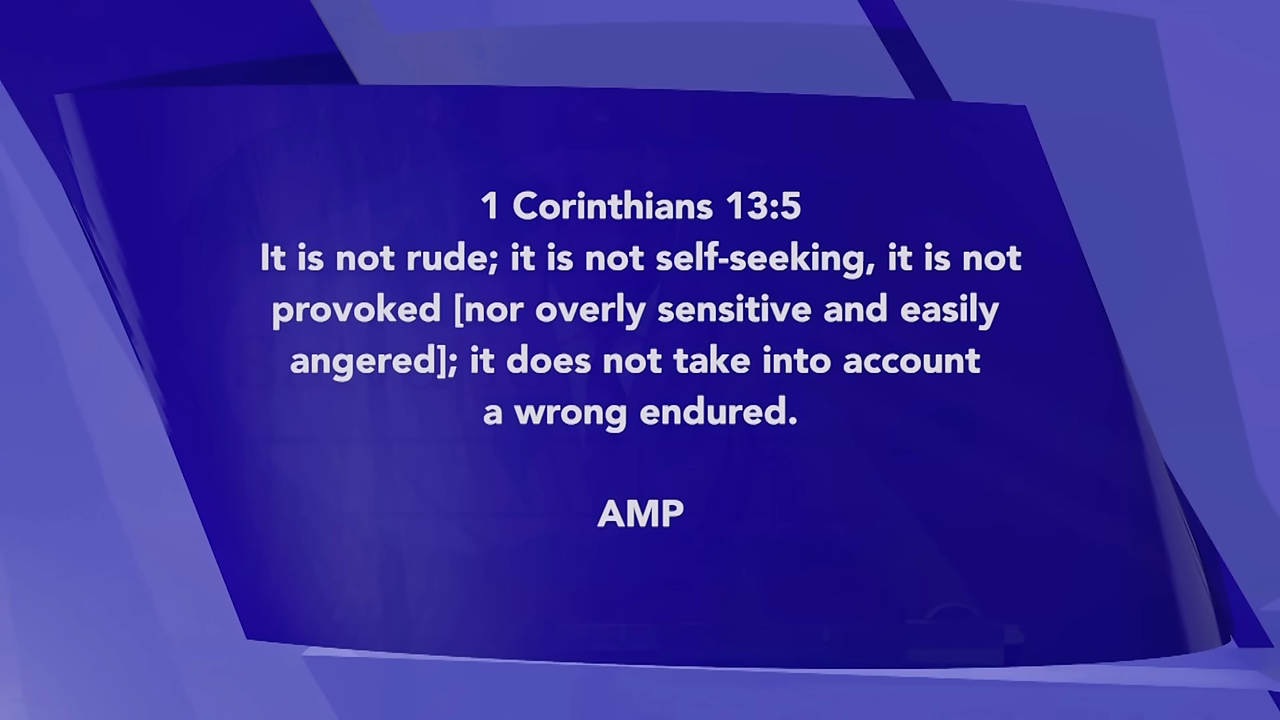 1 Corinthians 13:5
It is not rude; it is not self-seeking, it is not
provoked [nor overly sensitive and easily
angered]; it does not take into account
a wrong endured.
AMP